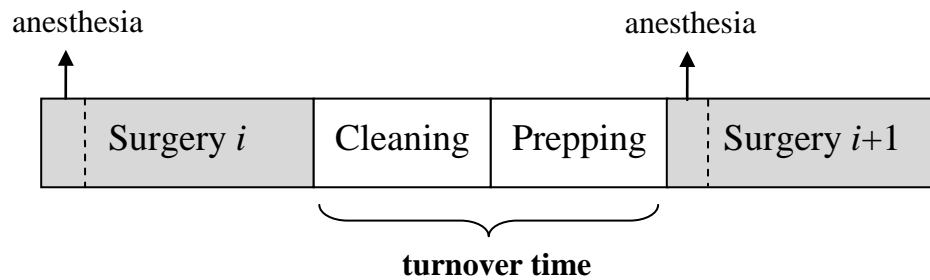 anesthesia anesthesia
Surgery i Cleaning Prepping Surgery i+1
turnover time